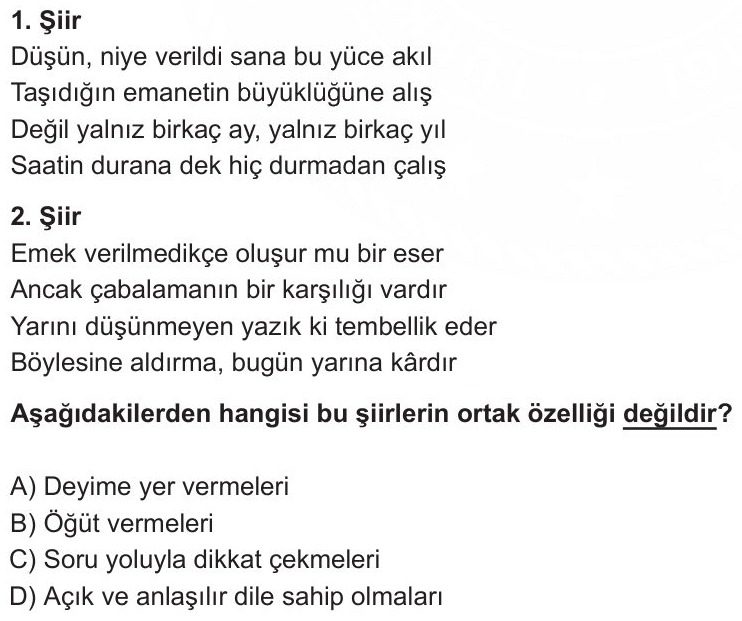 1. Şiir
Düşün, niye verildi sana bu yüce akıl
Taşıdığın emanetin büyüklüğüne alış
Değil yalnız birkaç ay, yalnız birkaç yıl
Saatin durana dek hiç durmadan çalış
2. Şiir
Emek verilmedikçe oluşur mu bir eser
Ancak çabalamanın bir karşılığı vardır
Yarını düşünmeyen yazık ki tembellik eder
Böylesine aldırma, bugün yarına kârdır
Aşağıdakilerden hangisi bu şiirlerin ortak özelliği değildir?
A) Deyime yer vermeleri
B) Öğüt vermeleri
C) Soru yoluyla dikkat çekmeleri
D) Açık ve anlaşılır dile sahip olmaları